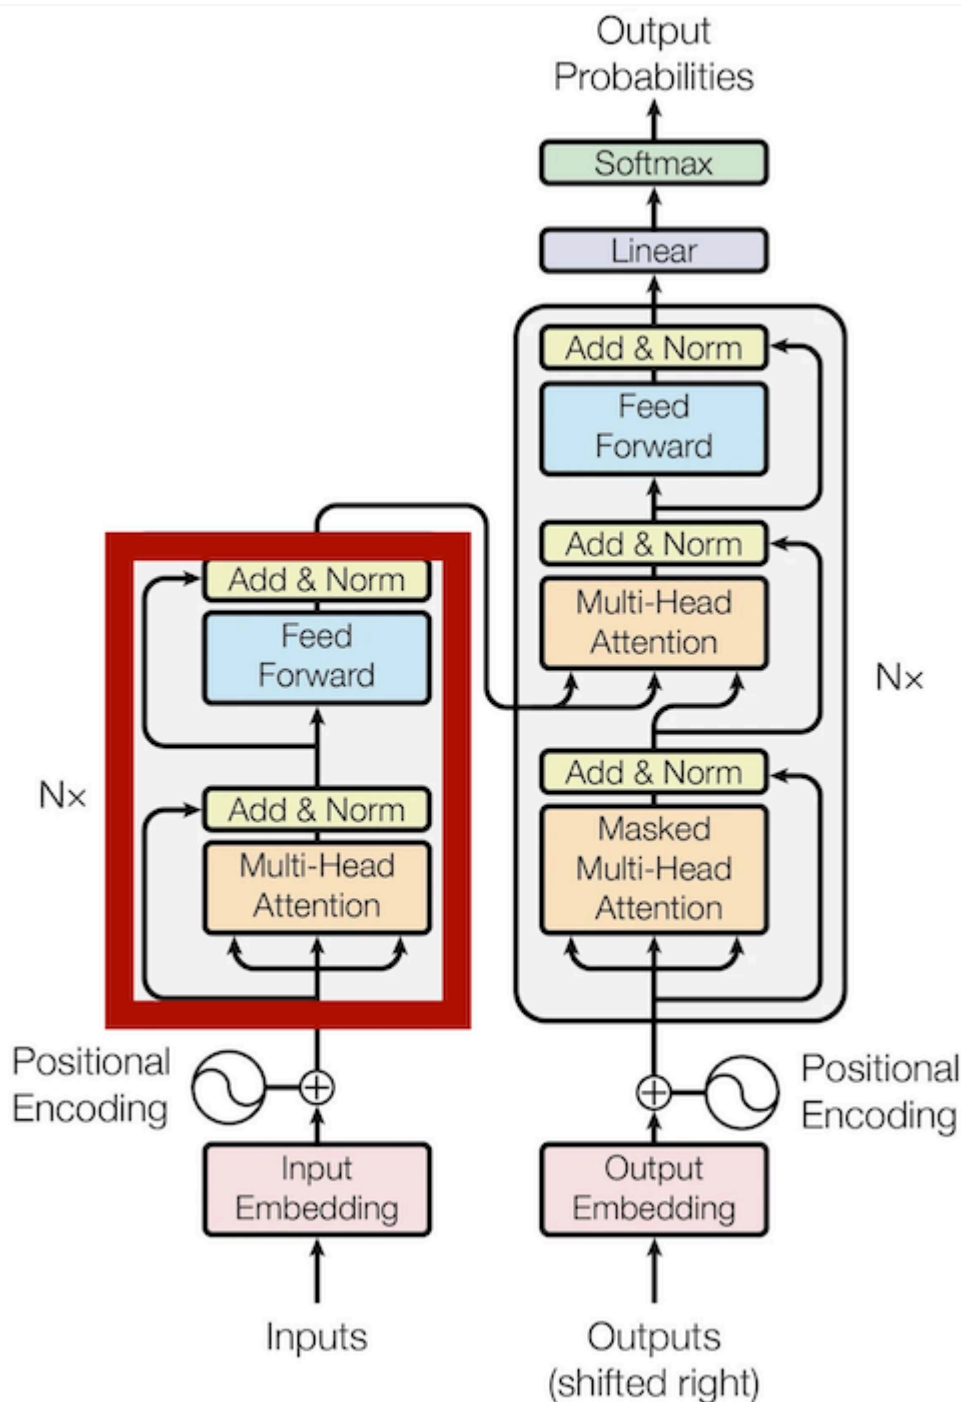 Output
Probabilities
Softmax
Linear
Add & Norm
Feed
Forward
Add & Norm
Multi-Head
Attention
N×
Add & Norm
Masked
Multi-Head
Attention
Add & Norm
Feed
Forward
N×
Add & Norm
Multi-Head
Attention
Positional
Encoding
Positional
Encoding
Input
Embedding
Output
Embedding
Inputs
Outputs
(shifted right)